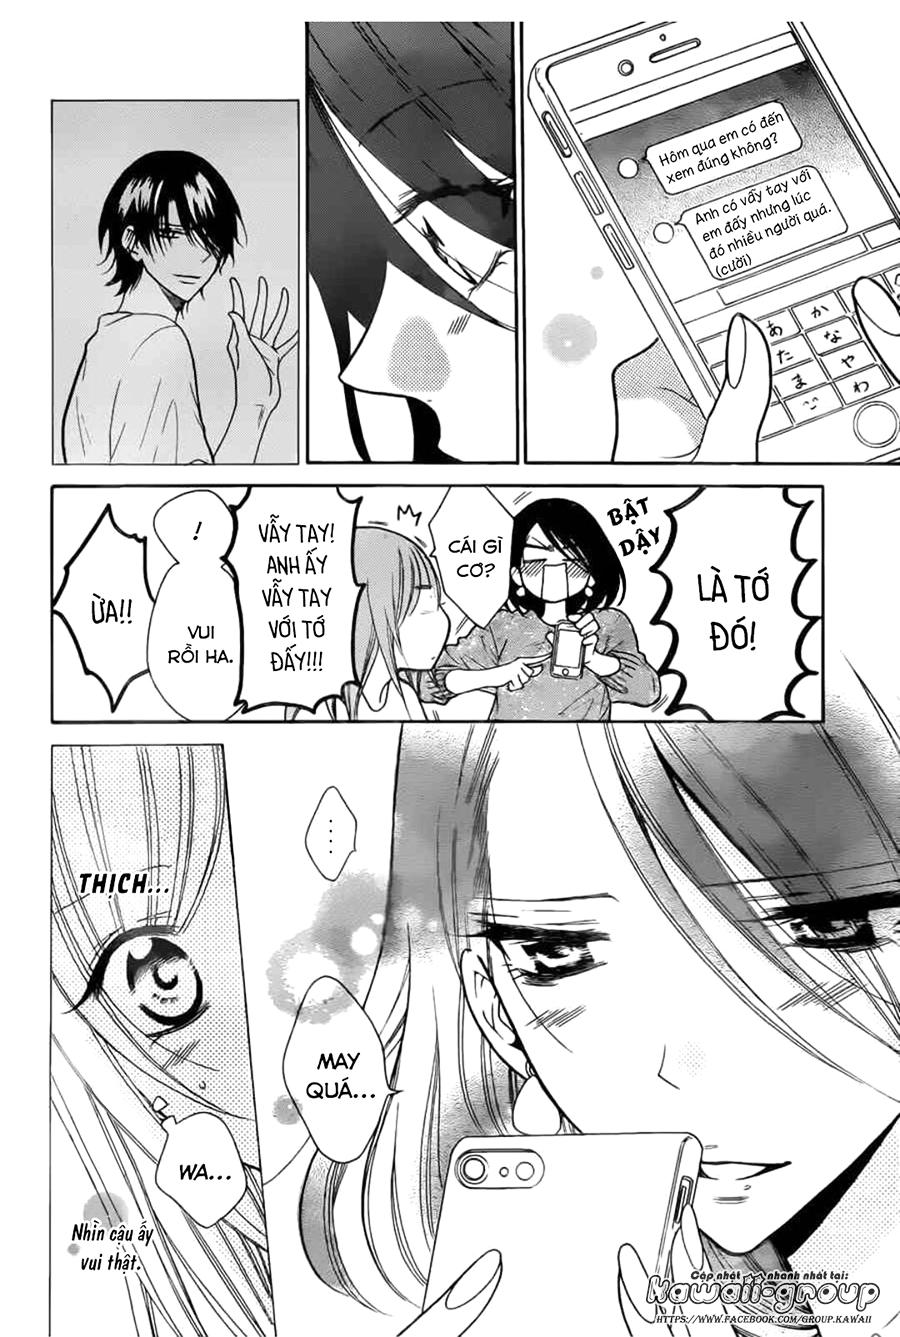 Hôm qua em có đến
xem đúng không?
Anh có vẫy tay với
em đấy nhưng lúc
đó nhiều người quá.
(cười)
あ か
た な
ま や わ
LÀ TỚ
ĐÓ!
BẬT
DẬY
CÁI GÌ
CƠ?
VẪY TAY!
ANH ẤY
VẪY TAY
VỚI TỚ
ĐẤY!!!
!
VUI
RỒI HA.
ỪA!!
....
MAY
QUÁ...
THỊCH...
WA...
Nhìn cậu ấy
vui thật.
Cập nhật nhanh nhất tại:
Kawaii-group
HTTPS://WWW.FACEBOOK.COM/GROUP.KAWAII